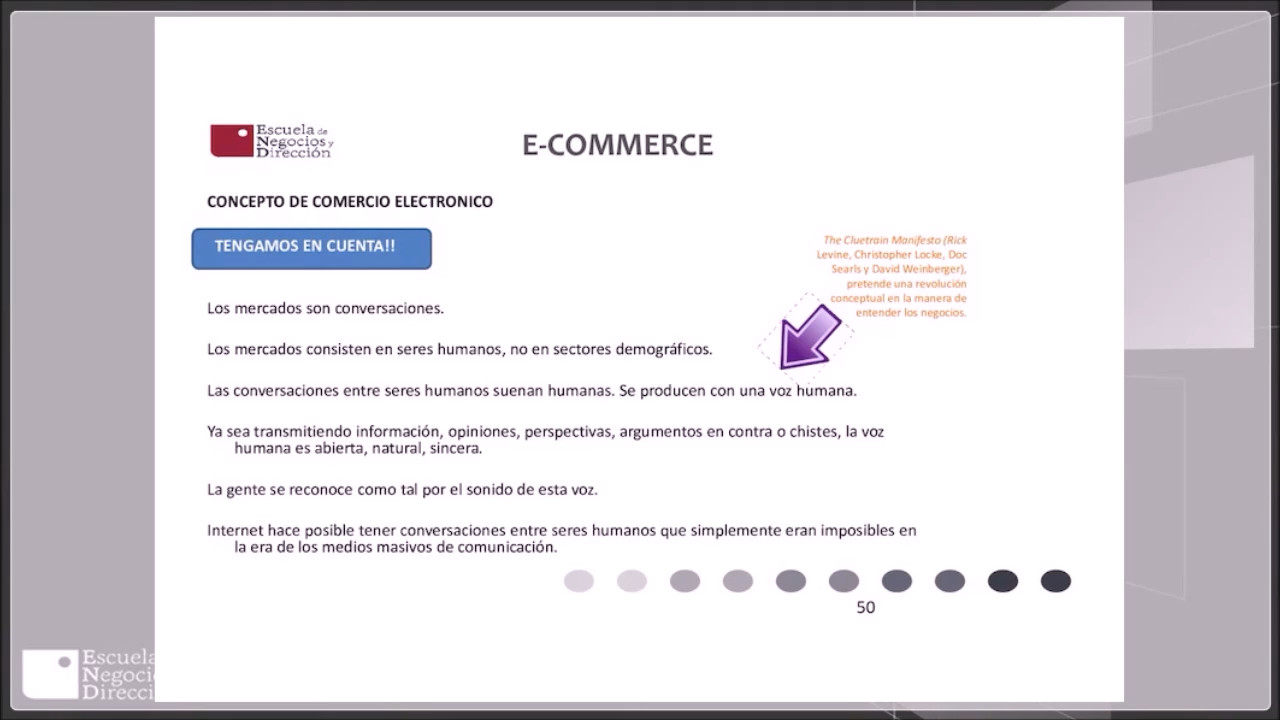 Escuela de
Negocios y
Dirección
E-COMMERCE
CONCEPTO DE COMERCIO ELECTRONICO
TENGAMOS EN CUENTA!!
The Cluetrain Manifesto (Rick
Levine, Christopher Locke, Doc
Searls y David Weinberger),
pretende una revolución
conceptual en la manera de
entender los negocios.
Los mercados son conversaciones.
Los mercados consisten en seres humanos, no en sectores demográficos.
Las conversaciones entre seres humanos suenan humanas. Se producen con una voz humana.
Ya sea transmitiendo información, opiniones, perspectivas, argumentos en contra o chistes, la voz
humana es abierta, natural, sincera.
La gente se reconoce como tal por el sonido de esta voz.
Internet hace posible tener conversaciones entre seres humanos que simplemente eran imposibles en
la era de los medios masivos de comunicación.
50
Escuela
Negoci
Direcci